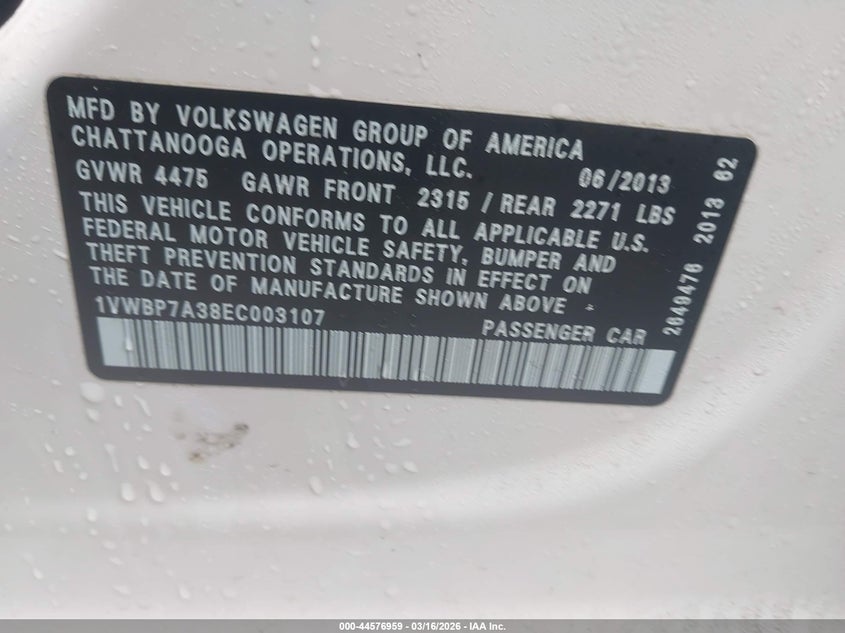 MFD BY VOLKSWAGEN GROUP OF AMERICA
CHATTANOOGA OPERATIONS, LLC.
06/2013
GVWR 4475 GAWR FRONT 2315 / REAR 2271 LBS
THIS VEHICLE CONFORMS TO ALL APPLICABLE U.S.
FEDERAL MOTOR VEHICLE SAFETY, BUMPER AND
THEFT PREVENTION STANDARDS IN EFFECT ON
THE DATE OF MANUFACTURE SHOWN ABOVE
1VWBP7A38EC003107
PASSENGER CAR
2049476 2013 62
000-44576959 - 03/16/2026 - IAA Inc.